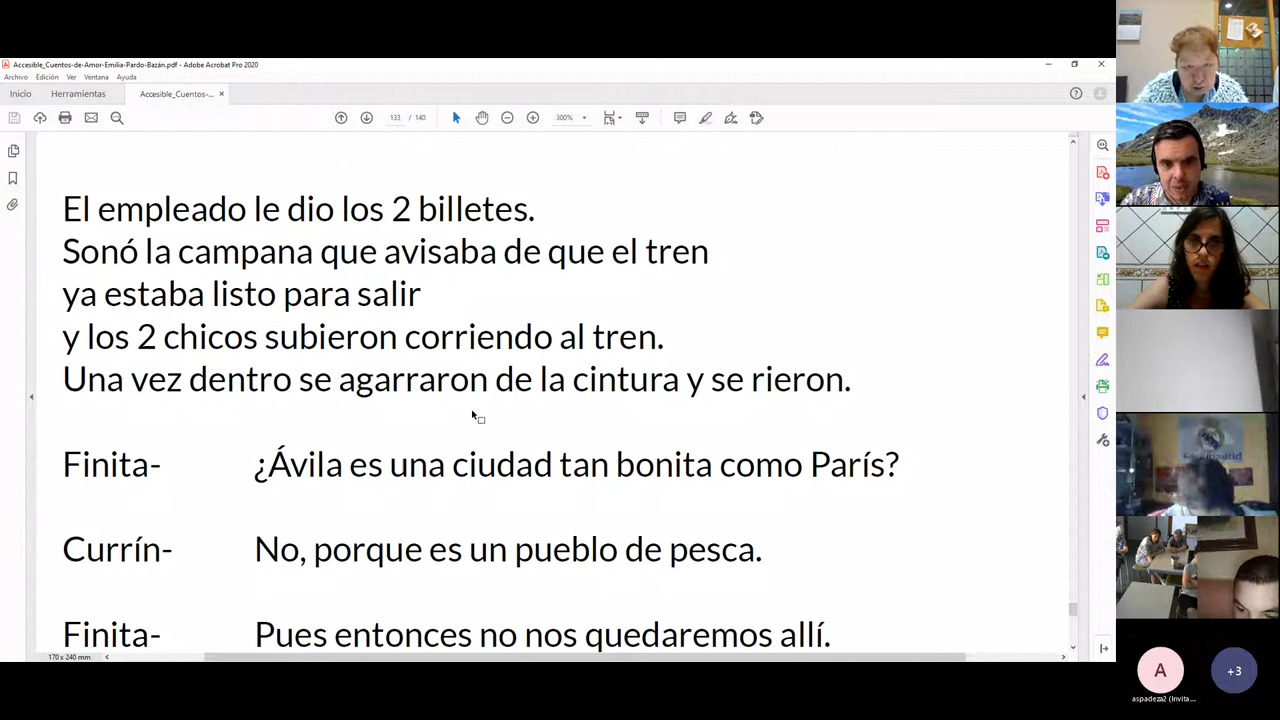 Accesible_Cuentos-de-Amor-Emilia-Pardo-Bazán.pdf - Adobe Acrobat Pro 2020
Archivo Edición Ver Ventana Ayuda
Inicio Herramientas Accesible_Cuentos-... ×
133 / 140 300%
El empleado le dio los 2 billetes.
Sonó la campana que avisaba de que el tren
ya estaba listo para salir
y los 2 chicos subieron corriendo al tren.
Una vez dentro se agarraron de la cintura y se rieron.
Finita- ¿Ávila es una ciudad tan bonita como París?
Currín- No, porque es un pueblo de pesca.
Finita- Pues entonces no nos quedaremos allí.
170 x 240 mm
A +3
aspadeza2 (Invita...